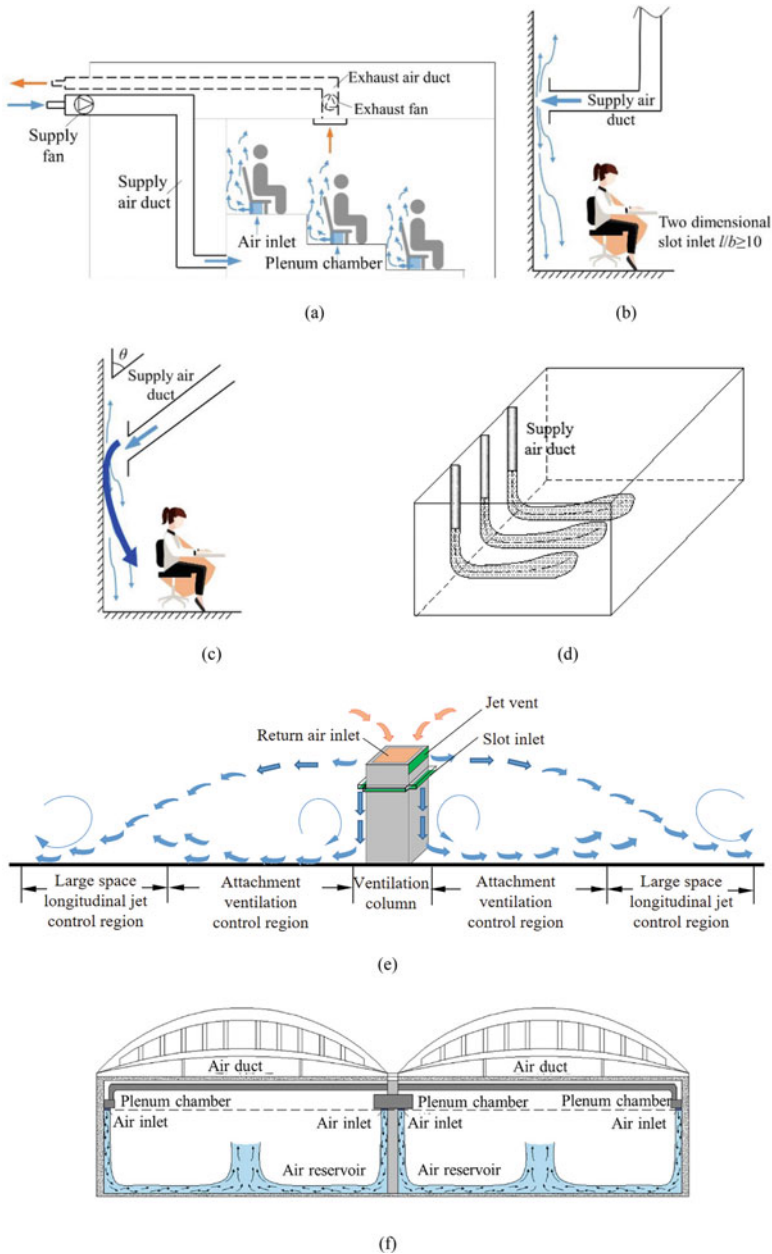 Exhaust air duct
Exhaust fan
Supply
fan
Supply
air duct
Air inlet
Plenum chamber
(a)
Supply air
duct
Two dimensional
slot inlet l/b≥10
(b)
θ
Supply air
duct
(c)
Supply
air duct
(d)
Jet vent
Return air inlet
Slot inlet
Large space
longitudinal jet
control region
Attachment
ventilation
control region
Ventilation
column
Attachment
ventilation
control region
Large space
longitudinal jet
control region
(e)
Air duct
Air duct
Plenum chamber
Plenum chamber
Plenum chamber
Air inlet
Air inlet
Air inlet
Air inlet
Air reservoir
Air reservoir
(f)